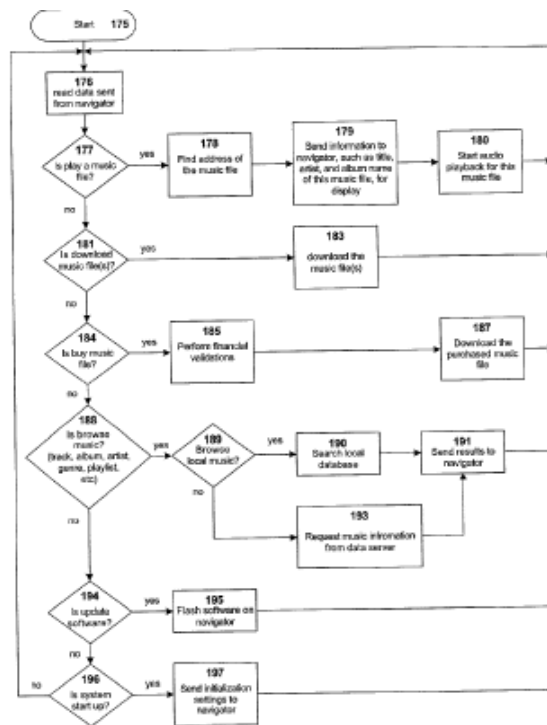 Start 175
176
read data sent
from navigator
177
Is play a music
file?
yes
178
Find address of
the music file
179
Send information to
navigator, such as title,
artist, and album name
of this music file, for
display
180
Start audio
playback for this
music file
no
181
Is download
music file(s)?
yes
183
download the
music file(s)
no
184
Is buy music
file?
yes
185
Perform financial
validations
187
Download the
purchased music
file
no
188
Is browse
music?
(track, album, artist,
genre, playlist,
etc)
yes
189
Browse
local music?
yes
190
Search local
database
191
Send results to
navigator
no
193
Request music infromation
from data server
no
194
Is update
software?
yes
195
Flash software on
navigator
no
196
Is system
start up?
no
yes
197
Send initialization
settings to
navigator